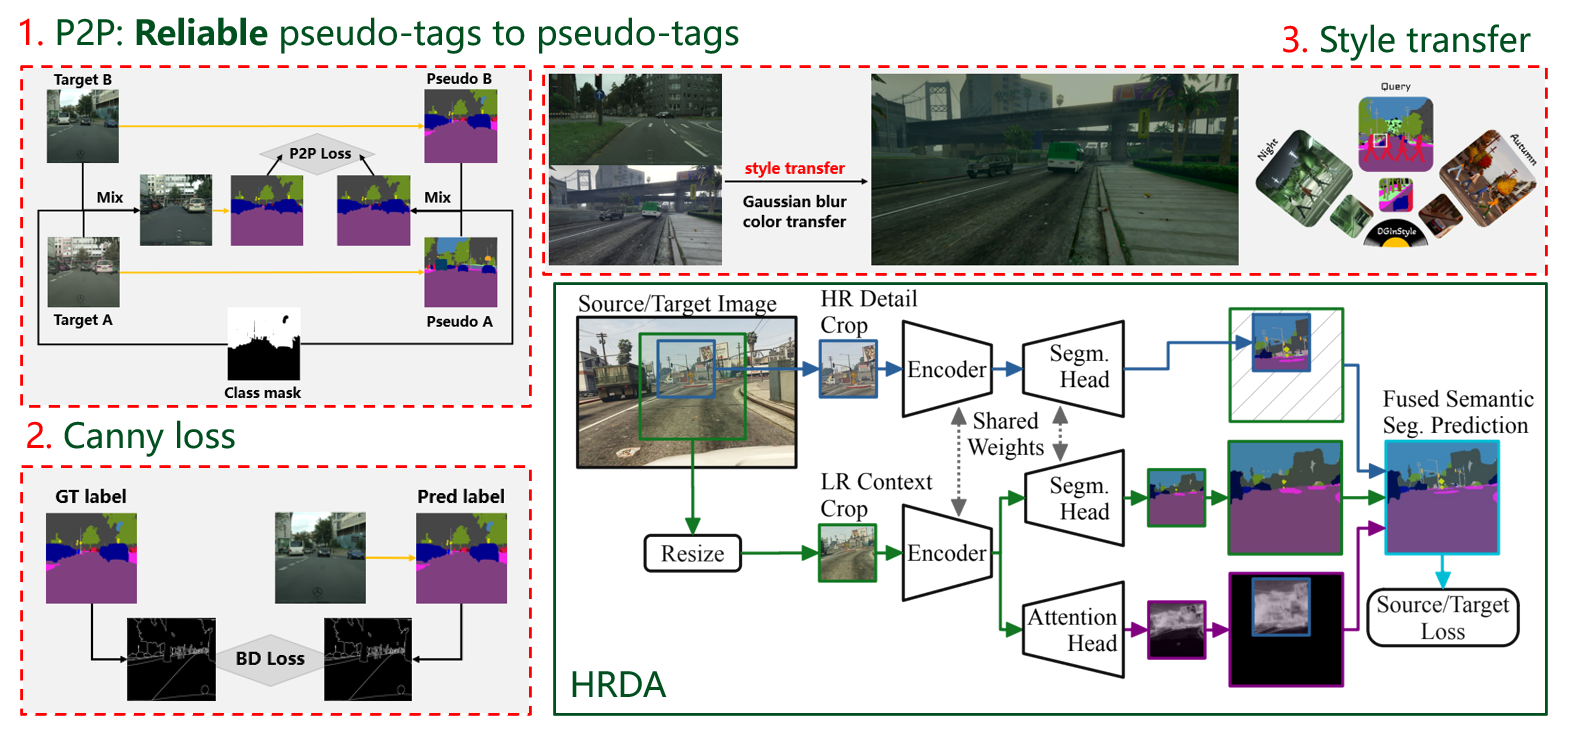 1. P2P: Reliable pseudo-tags to pseudo-tags
Target B
Pseudo B
P2P Loss
Mix
Mix
Target A
Pseudo A
Class mask
2. Canny loss
GT label
Pred label
BD Loss
3. Style transfer
style transfer
Gaussian blur
color transfer
Query
Night
Autumn
DGInStyle
Source/Target Image
HR Detail
Crop
Encoder
Segm.
Head
Shared
Weights
Fused Semantic
Seg. Prediction
LR Context
Crop
Segm.
Head
Resize
Encoder
Attention
Head
Source/Target
Loss
HRDA